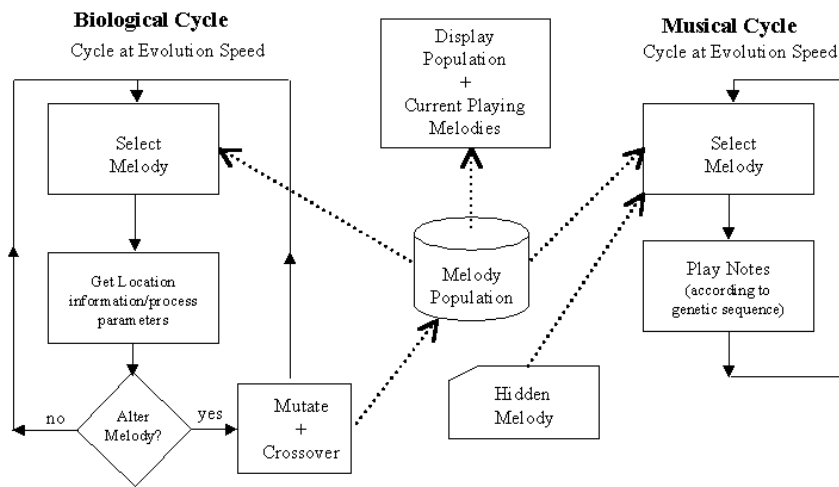 Biological Cycle
Cycle at Evolution Speed
Select
Melody
Get Location
information/process
parameters
Alter
Melody?
no
yes
Mutate
+
Crossover
Display
Population
+
Current Playing
Melodies
Melody
Population
Hidden
Melody
Musical Cycle
Cycle at Evolution Speed
Select
Melody
Play Notes
(according to
genetic sequence)